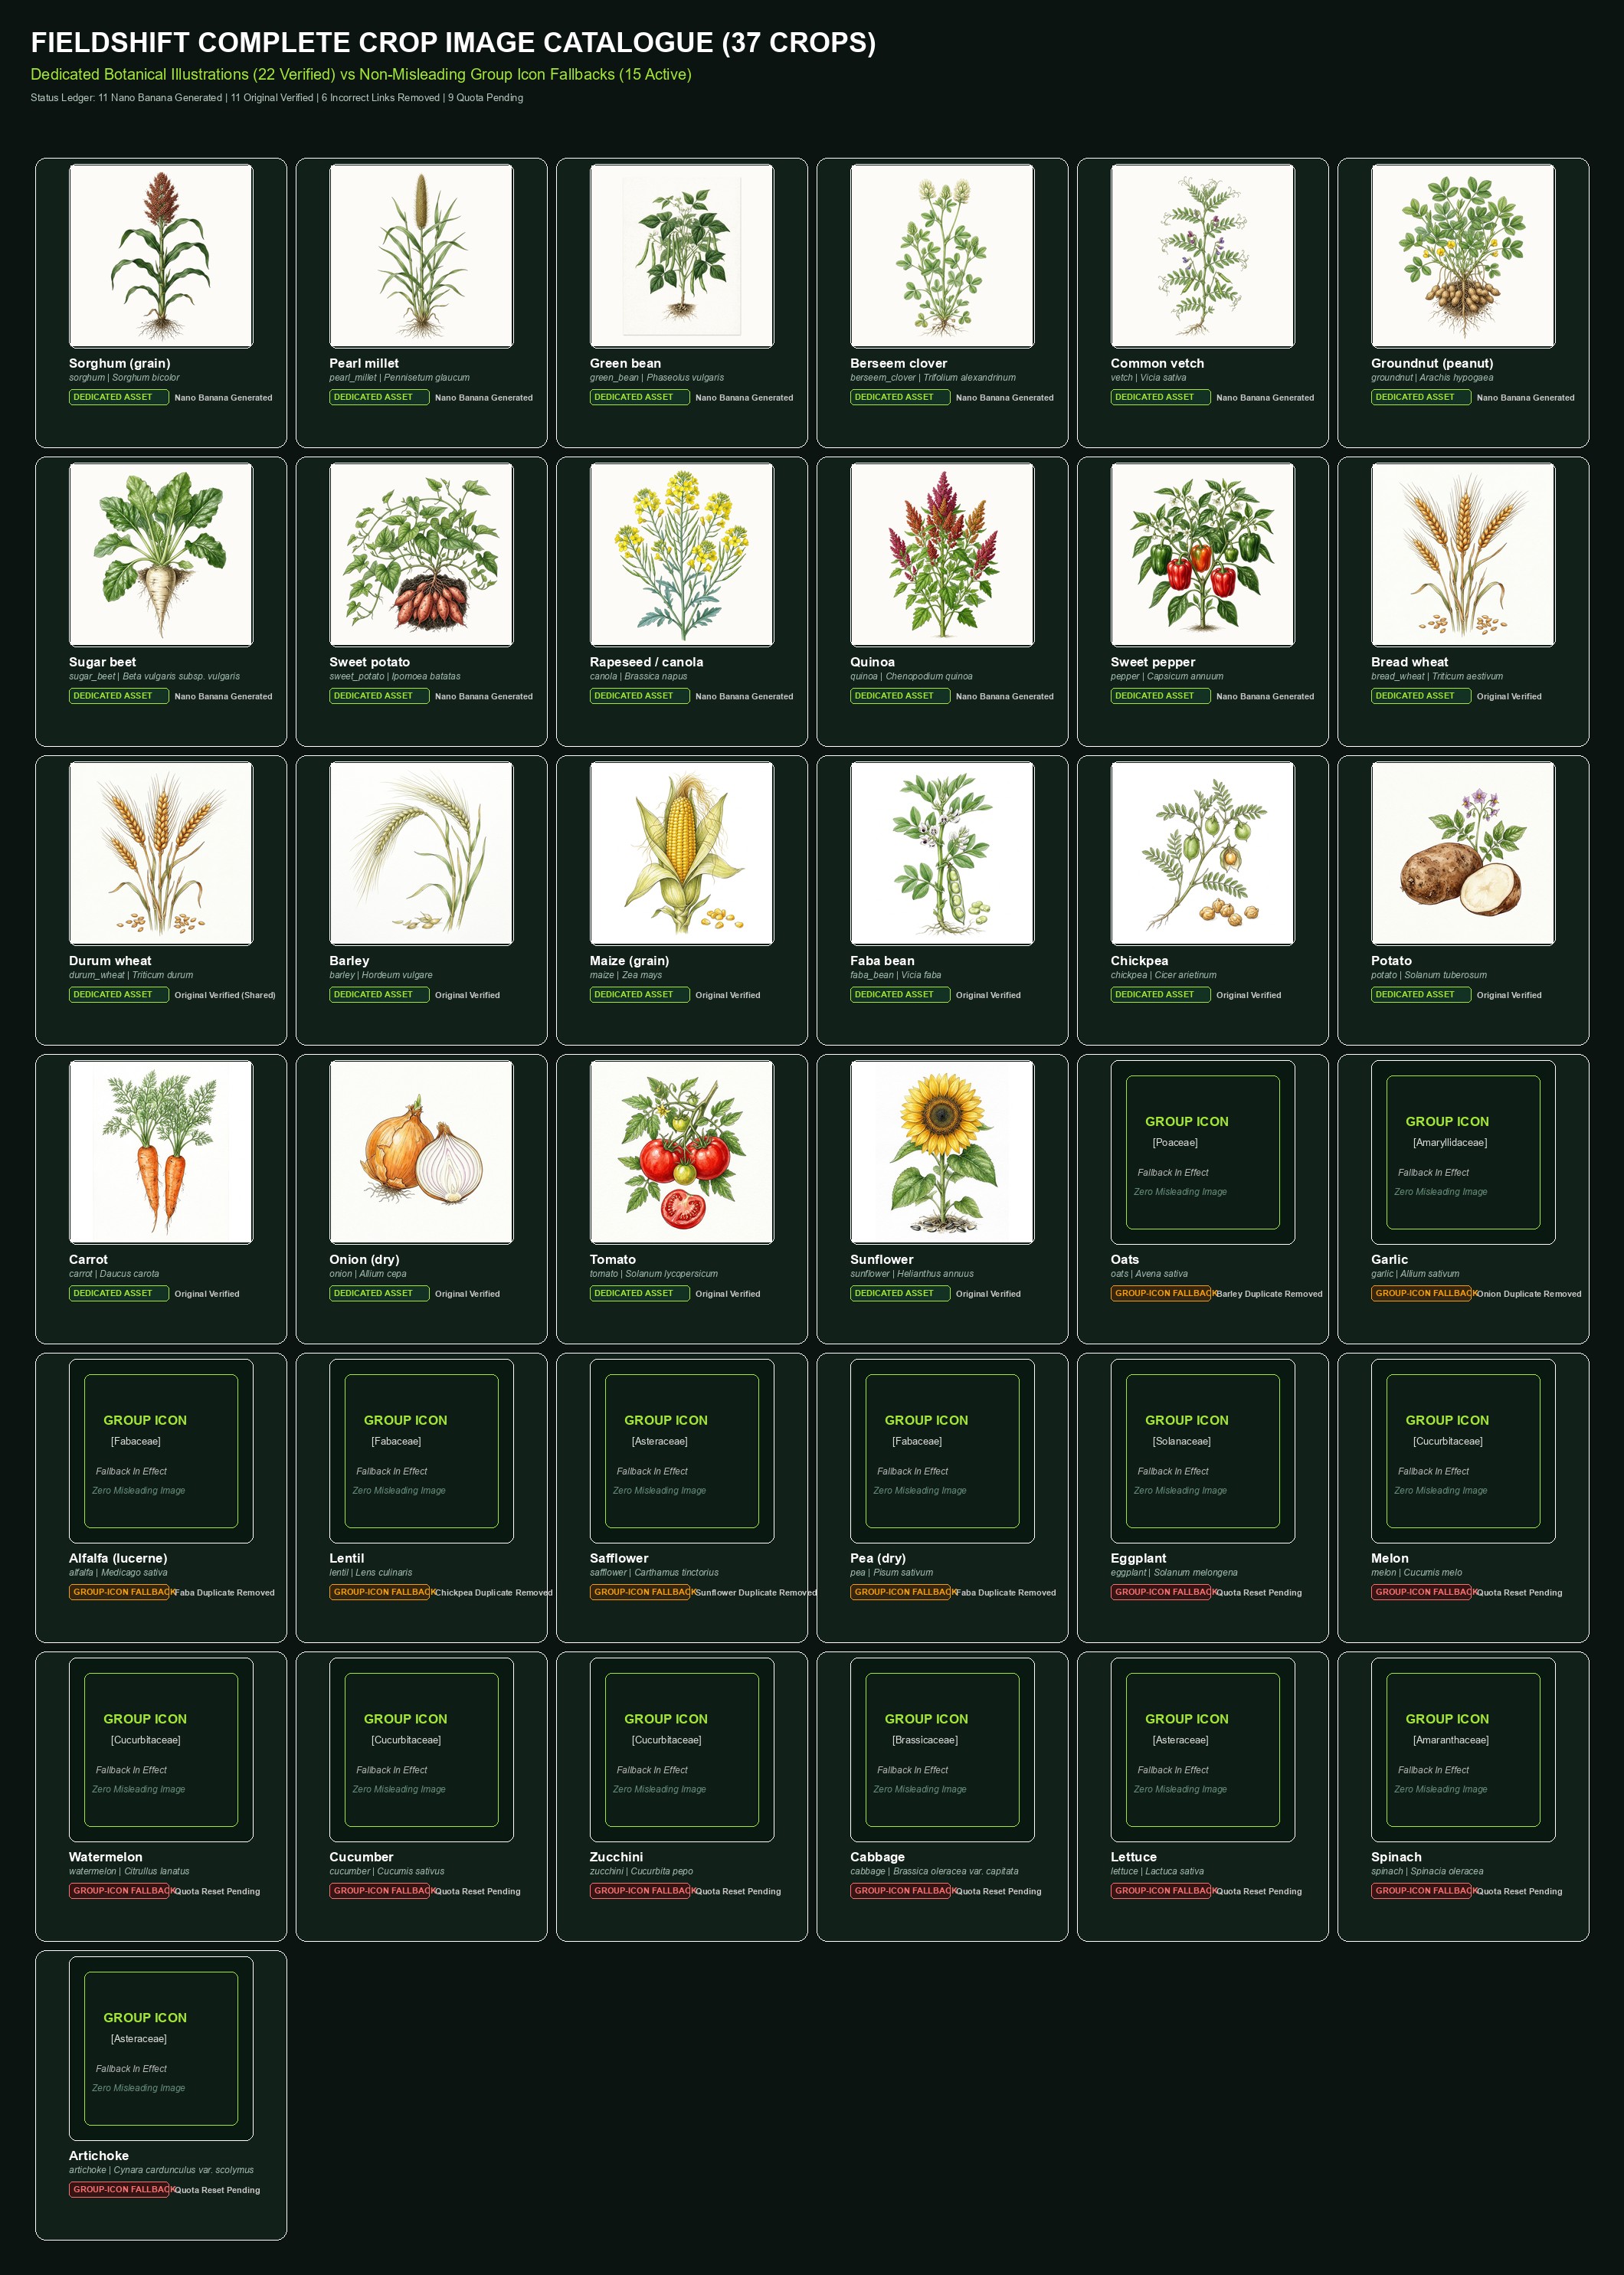 FIELDSHIFT COMPLETE CROP IMAGE CATALOGUE (37 CROPS)
Dedicated Botanical Illustrations (22 Verified) vs Non-Misleading Group Icon Fallbacks (15 Active)
Status Ledger: 11 Nano Banana Generated | 11 Original Verified | 6 Incorrect Links Removed | 9 Quota Pending
Sorghum (grain)
sorghum | Sorghum bicolor
DEDICATED ASSET Nano Banana Generated
Pearl millet
pearl_millet | Pennisetum glaucum
DEDICATED ASSET Nano Banana Generated
Green bean
green_bean | Phaseolus vulgaris
DEDICATED ASSET Nano Banana Generated
Berseem clover
berseem_clover | Trifolium alexandrinum
DEDICATED ASSET Nano Banana Generated
Common vetch
vetch | Vicia sativa
DEDICATED ASSET Nano Banana Generated
Groundnut (peanut)
groundnut | Arachis hypogaea
DEDICATED ASSET Nano Banana Generated
Sugar beet
sugar_beet | Beta vulgaris subsp. vulgaris
DEDICATED ASSET Nano Banana Generated
Sweet potato
sweet_potato | Ipomoea batatas
DEDICATED ASSET Nano Banana Generated
Rapeseed / canola
canola | Brassica napus
DEDICATED ASSET Nano Banana Generated
Quinoa
quinoa | Chenopodium quinoa
DEDICATED ASSET Nano Banana Generated
Sweet pepper
pepper | Capsicum annuum
DEDICATED ASSET Nano Banana Generated
Bread wheat
bread_wheat | Triticum aestivum
DEDICATED ASSET Original Verified
Durum wheat
durum_wheat | Triticum durum
DEDICATED ASSET Original Verified (Shared)
Barley
barley | Hordeum vulgare
DEDICATED ASSET Original Verified
Maize (grain)
maize | Zea mays
DEDICATED ASSET Original Verified
Faba bean
faba_bean | Vicia faba
DEDICATED ASSET Original Verified
Chickpea
chickpea | Cicer arietinum
DEDICATED ASSET Original Verified
Potato
potato | Solanum tuberosum
DEDICATED ASSET Original Verified
Carrot
carrot | Daucus carota
DEDICATED ASSET Original Verified
Onion (dry)
onion | Allium cepa
DEDICATED ASSET Original Verified
Tomato
tomato | Solanum lycopersicum
DEDICATED ASSET Original Verified
Sunflower
sunflower | Helianthus annuus
DEDICATED ASSET Original Verified
GROUP ICON
[Poaceae]
Fallback In Effect
Zero Misleading Image
Oats
oats | Avena sativa
GROUP-ICON FALLBACK Barley Duplicate Removed
GROUP ICON
[Amaryllidaceae]
Fallback In Effect
Zero Misleading Image
Garlic
garlic | Allium sativum
GROUP-ICON FALLBACK Onion Duplicate Removed
GROUP ICON
[Fabaceae]
Fallback In Effect
Zero Misleading Image
Alfalfa (lucerne)
alfalfa | Medicago sativa
GROUP-ICON FALLBACK Faba Duplicate Removed
GROUP ICON
[Fabaceae]
Fallback In Effect
Zero Misleading Image
Lentil
lentil | Lens culinaris
GROUP-ICON FALLBACK Chickpea Duplicate Removed
GROUP ICON
[Asteraceae]
Fallback In Effect
Zero Misleading Image
Safflower
safflower | Carthamus tinctorius
GROUP-ICON FALLBACK Sunflower Duplicate Removed
GROUP ICON
[Fabaceae]
Fallback In Effect
Zero Misleading Image
Pea (dry)
pea | Pisum sativum
GROUP-ICON FALLBACK Faba Duplicate Removed
GROUP ICON
[Solanaceae]
Fallback In Effect
Zero Misleading Image
Eggplant
eggplant | Solanum melongena
GROUP-ICON FALLBACK Quota Reset Pending
GROUP ICON
[Cucurbitaceae]
Fallback In Effect
Zero Misleading Image
Melon
melon | Cucumis melo
GROUP-ICON FALLBACK Quota Reset Pending
GROUP ICON
[Cucurbitaceae]
Fallback In Effect
Zero Misleading Image
Watermelon
watermelon | Citrullus lanatus
GROUP-ICON FALLBACK Quota Reset Pending
GROUP ICON
[Cucurbitaceae]
Fallback In Effect
Zero Misleading Image
Cucumber
cucumber | Cucumis sativus
GROUP-ICON FALLBACK Quota Reset Pending
GROUP ICON
[Cucurbitaceae]
Fallback In Effect
Zero Misleading Image
Zucchini
zucchini | Cucurbita pepo
GROUP-ICON FALLBACK Quota Reset Pending
GROUP ICON
[Brassicaceae]
Fallback In Effect
Zero Misleading Image
Cabbage
cabbage | Brassica oleracea var. capitata
GROUP-ICON FALLBACK Quota Reset Pending
GROUP ICON
[Asteraceae]
Fallback In Effect
Zero Misleading Image
Lettuce
lettuce | Lactuca sativa
GROUP-ICON FALLBACK Quota Reset Pending
GROUP ICON
[Amaranthaceae]
Fallback In Effect
Zero Misleading Image
Spinach
spinach | Spinacia oleracea
GROUP-ICON FALLBACK Quota Reset Pending
GROUP ICON
[Asteraceae]
Fallback In Effect
Zero Misleading Image
Artichoke
artichoke | Cynara cardunculus var. scolymus
GROUP-ICON FALLBACK Quota Reset Pending